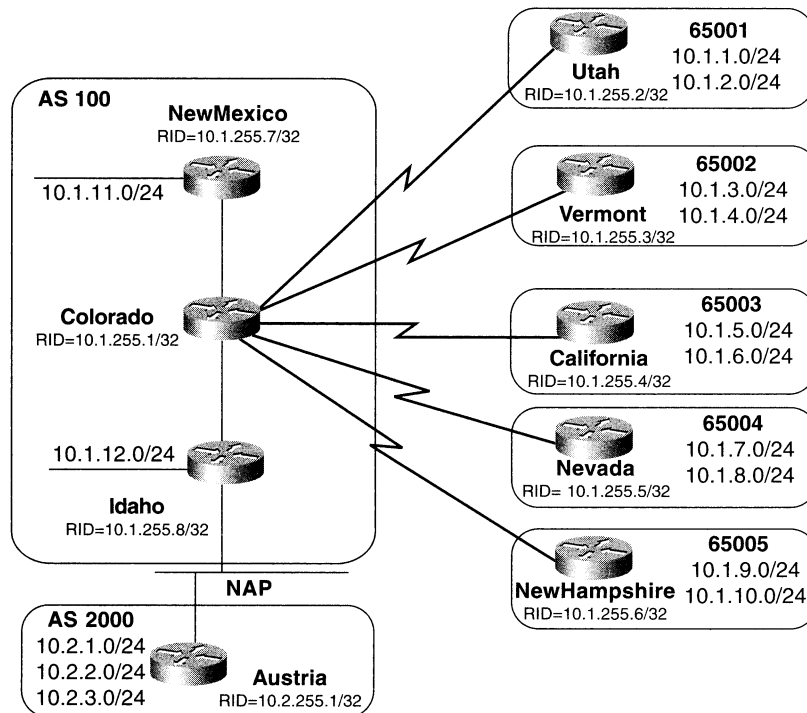 AS 100
NewMexico
RID=10.1.255.7/32
10.1.11.0/24
Colorado
RID=10.1.255.1/32
10.1.12.0/24
Idaho
RID=10.1.255.8/32
NAP
AS 2000
10.2.1.0/24
10.2.2.0/24
10.2.3.0/24
Austria
RID=10.2.255.1/32
65001
10.1.1.0/24
10.1.2.0/24
Utah
RID=10.1.255.2/32
65002
10.1.3.0/24
10.1.4.0/24
Vermont
RID=10.1.255.3/32
65003
10.1.5.0/24
10.1.6.0/24
California
RID=10.1.255.4/32
65004
10.1.7.0/24
10.1.8.0/24
Nevada
RID= 10.1.255.5/32
65005
10.1.9.0/24
10.1.10.0/24
NewHampshire
RID=10.1.255.6/32